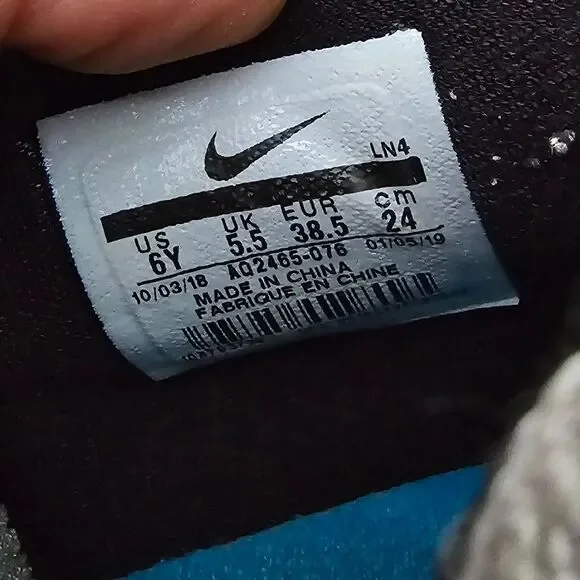 LN4
US UK EUR cm
6Y 5.5 38.5 24
10/03/18 AQ2465-076 01/05/19
MADE IN CHINA
FABRIQUE EN CHINE